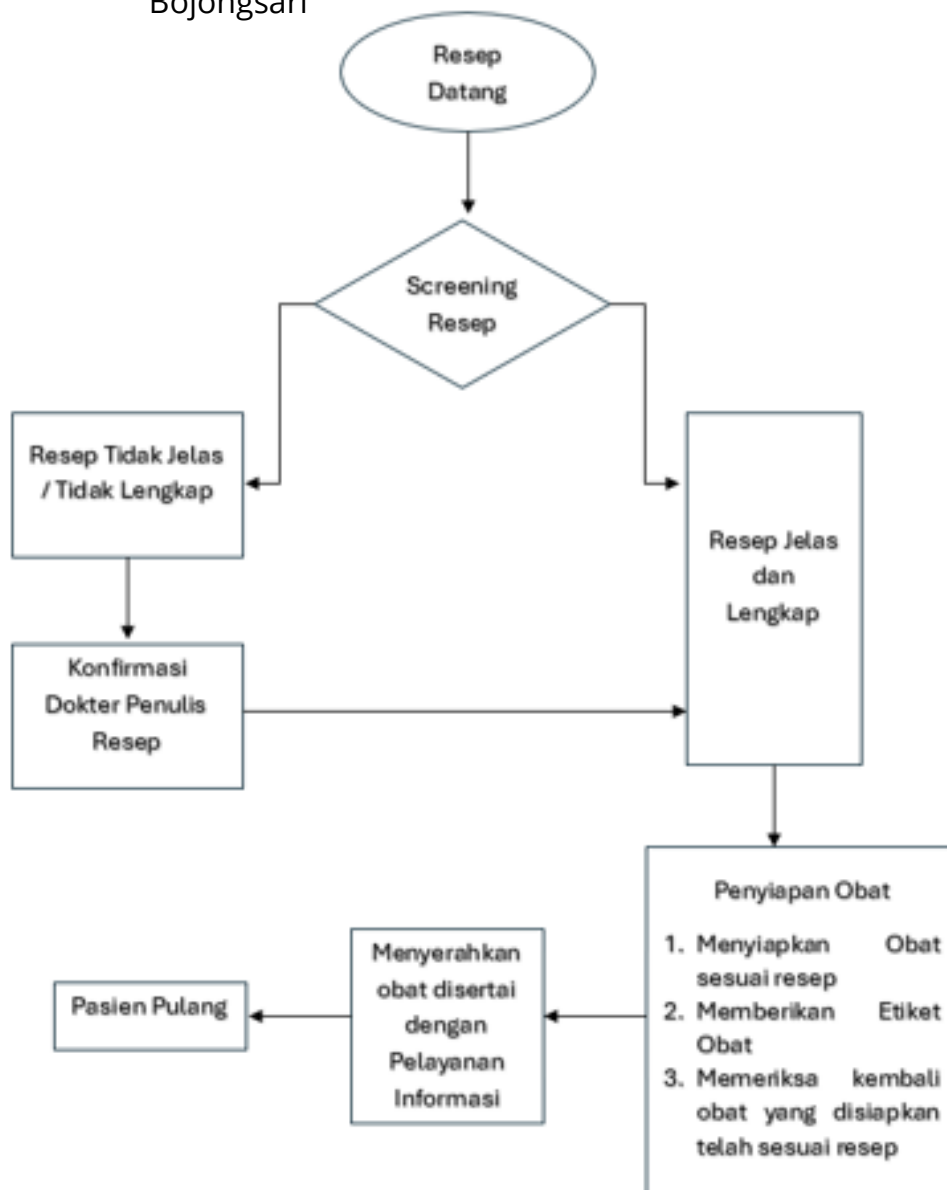 Bojongsari
Resep
Datang
Screening
Resep
Resep Tidak Jelas
/ Tidak Lengkap
Resep Jelas
dan
Lengkap
Konfirmasi
Dokter Penulis
Resep
Penyiapan Obat
1. Menyiapkan Obat
sesuai resep
2. Memberikan Etiket
Obat
3. Memeriksa kembali
obat yang disiapkan
telah sesuai resep
Menyerahkan
obat disertai
dengan
Pelayanan
Informasi
Pasien Pulang